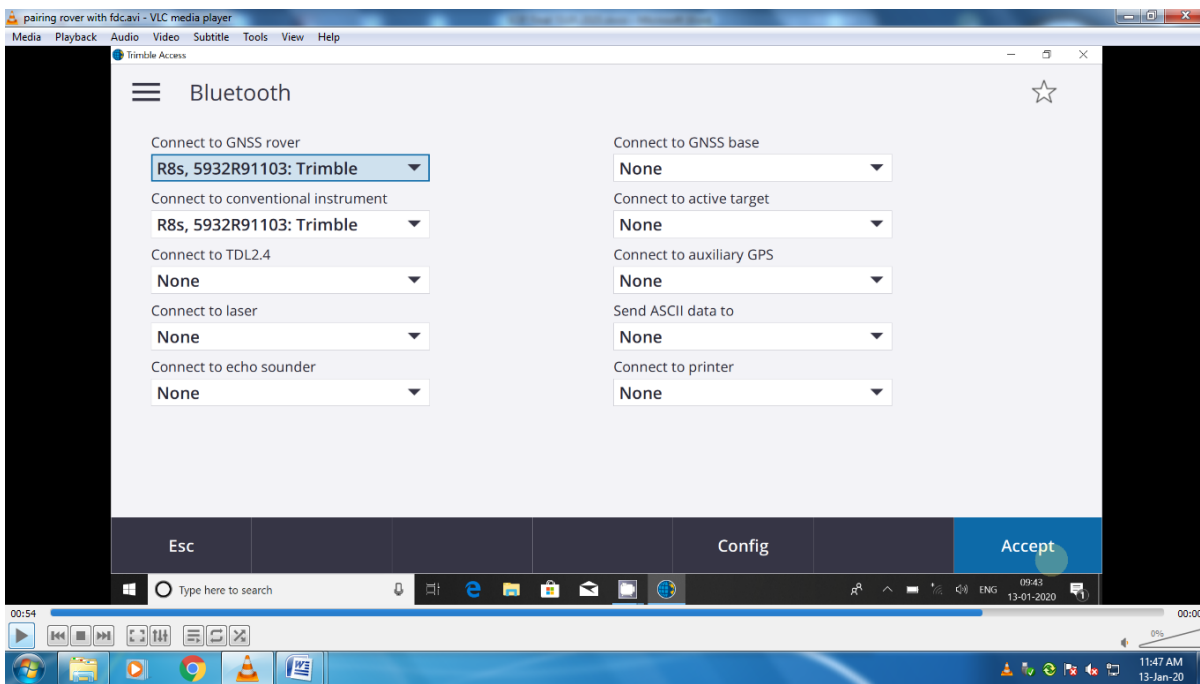 pairing rover with fdc.avi - VLC media player
Media Playback Audio Video Subtitle Tools View Help
Trimble Access
Bluetooth
Connect to GNSS rover
R8s, 5932R91103: Trimble
Connect to conventional instrument
R8s, 5932R91103: Trimble
Connect to TDL2.4
None
Connect to laser
None
Connect to echo sounder
None
Connect to GNSS base
None
Connect to active target
None
Connect to auxiliary GPS
None
Send ASCII data to
None
Connect to printer
None
Esc Config Accept
Type here to search
ENG
09:43
13-01-2020
00:54
0%
11:47 AM
13-Jan-20